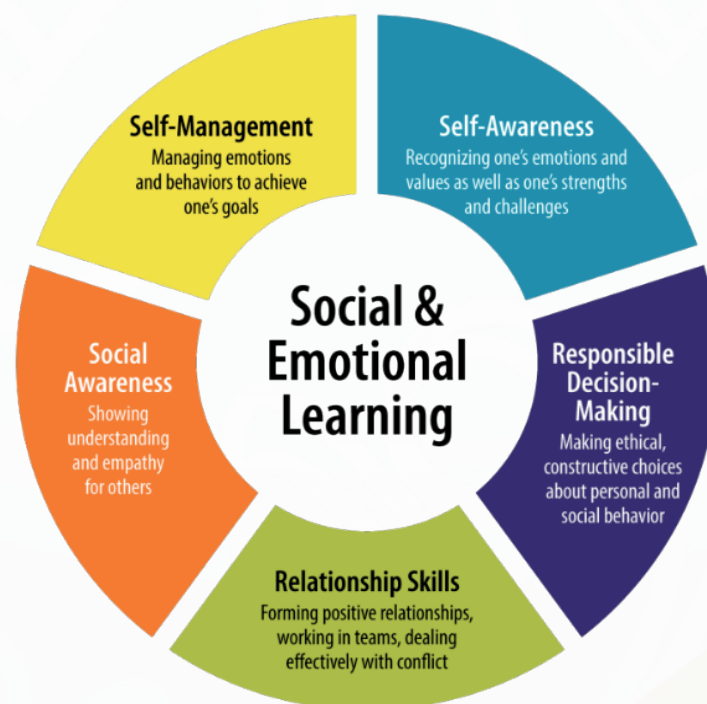 Self-Management
Managing emotions
and behaviors to achieve
one's goals
Self-Awareness
Recognizing one's emotions and
values as well as one's strengths
and challenges
Social &
Emotional
Learning
Social
Awareness
Showing
understanding
and empathy
for others
Responsible
Decision-
Making
Making ethical,
constructive choices
about personal and
social behavior
Relationship Skills
Forming positive relationships,
working in teams, dealing
effectively with conflict